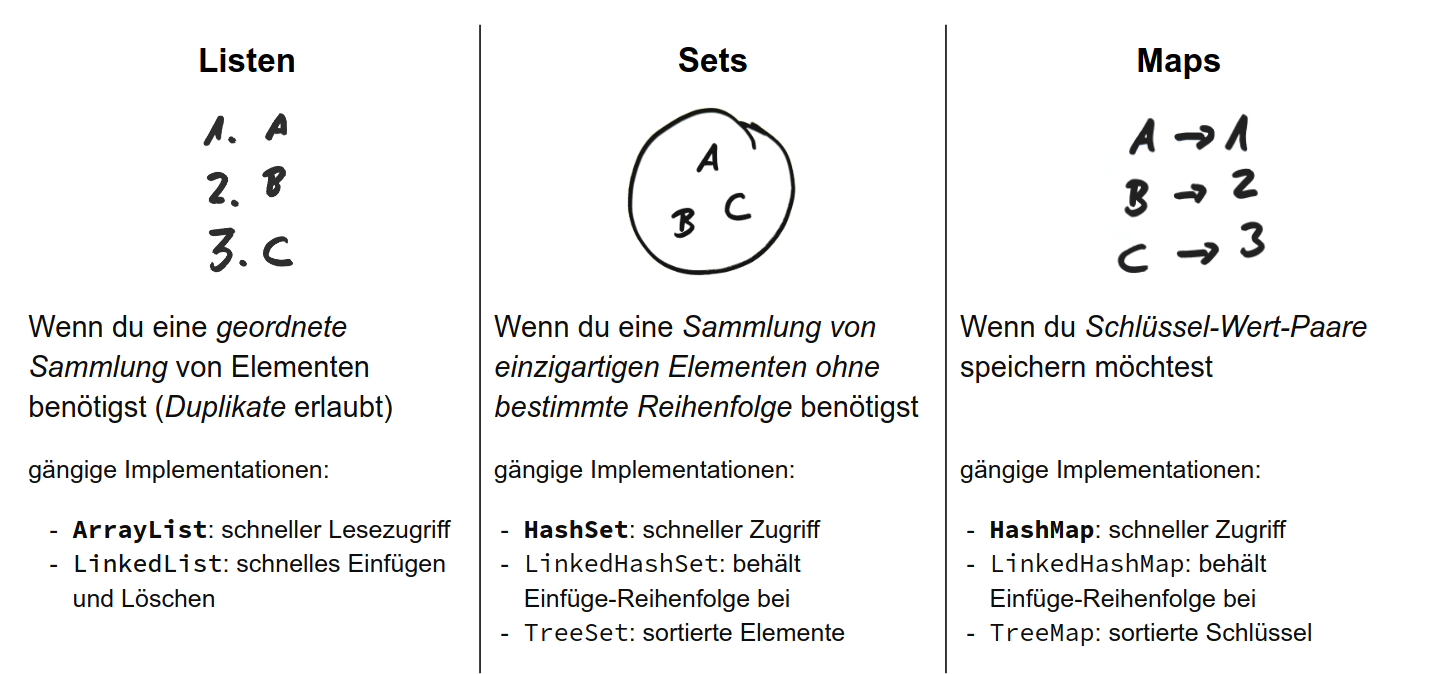 Listen
1. A
2. B
3. C
Wenn du eine geordnete
Sammlung von Elementen
benötigst (Duplikate erlaubt)
gängige Implementationen:
- ArrayList: schneller Lesezugriff
- LinkedList: schnelles Einfügen
und Löschen
Sets
A
B C
Wenn du eine Sammlung von
einzigartigen Elementen ohne
bestimmte Reihenfolge benötigst
gängige Implementationen:
- HashSet: schneller Zugriff
- LinkedHashSet: behält
Einfüge-Reihenfolge bei
- TreeSet: sortierte Elemente
Maps
A → 1
B → 2
C → 3
Wenn du Schlüssel-Wert-Paare
speichern möchtest
gängige Implementationen:
- HashMap: schneller Zugriff
- LinkedHashMap: behält
Einfüge-Reihenfolge bei
- TreeMap: sortierte Schlüssel